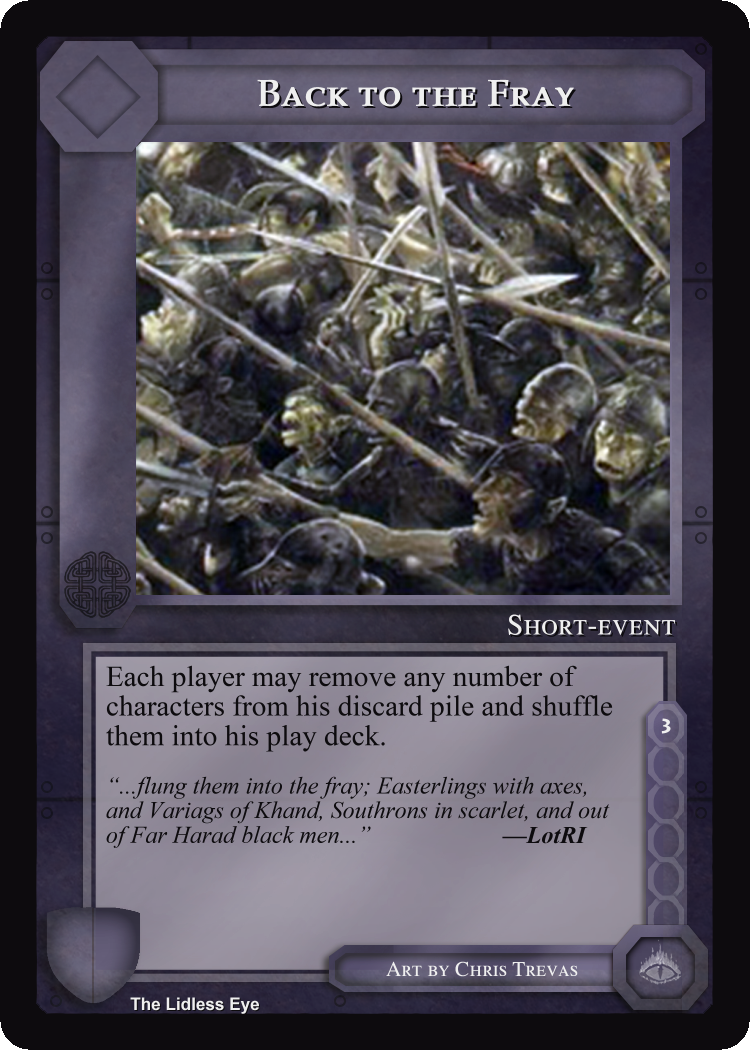 Back to the Fray
Short-event
Each player may remove any number of
characters from his discard pile and shuffle
them into his play deck.
3
“...flung them into the fray; Easterlings with axes,
and Variags of Khand, Southrons in scarlet, and out
of Far Harad black men...” —LotRI
Art by Chris Trevas
The Lidless Eye